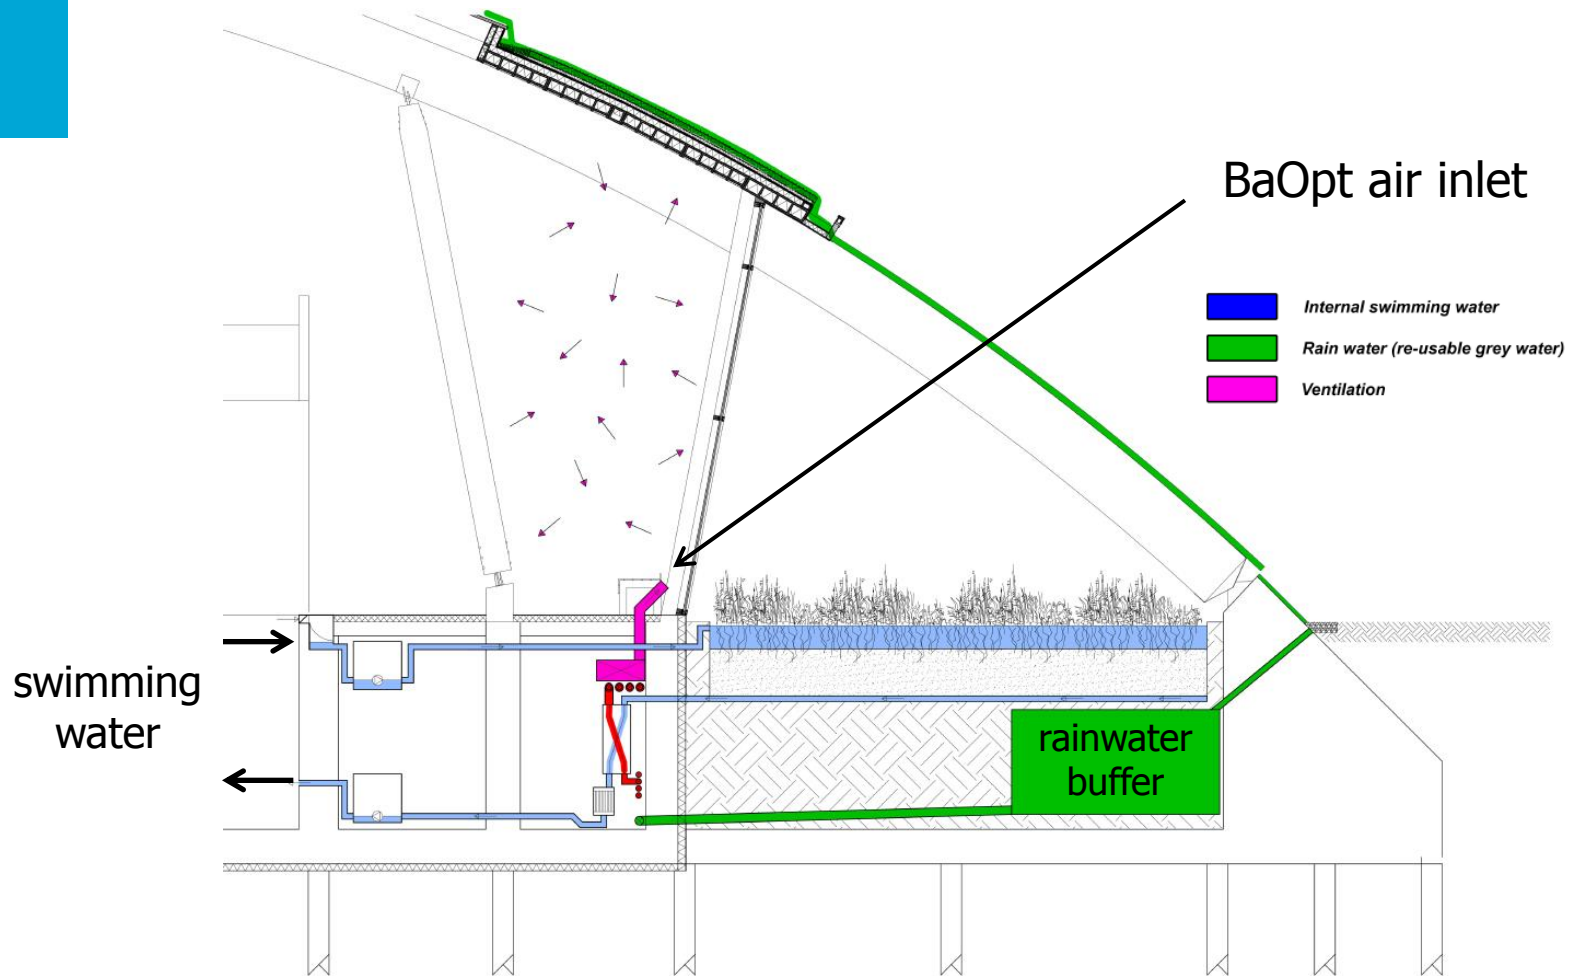 BaOpt air inlet
Internal swimming water
Rain water (re-usable grey water)
Ventilation
swimming
water
rainwater
buffer